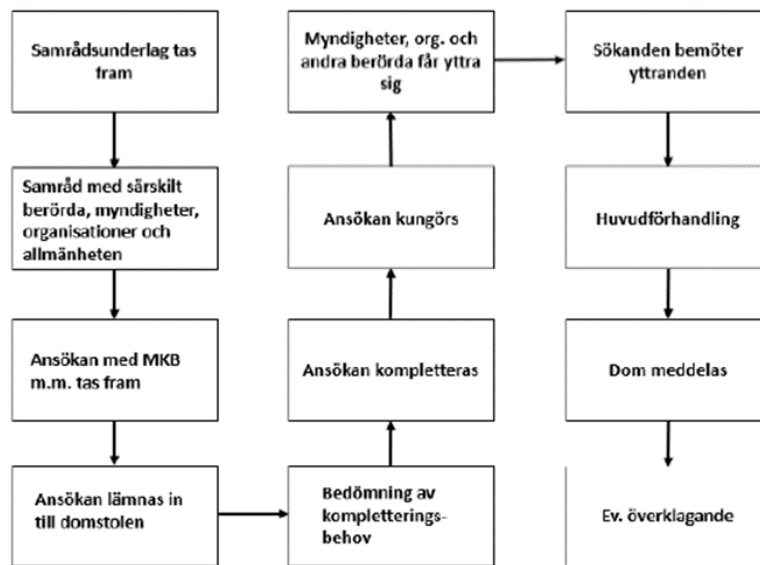 Samrådsunderlag tas
fram
Samråd med särskilt
berörda, myndigheter,
organisationer och
allmänheten
Ansökan med MKB
m.m. tas fram
Ansökan lämnas in
till domstolen
Bedömning av
kompletterings-
behov
Ansökan kompletteras
Ansökan kungörs
Myndigheter, org. och
andra berörda får yttra
sig
Sökanden bemöter
yttranden
Huvudförhandling
Dom meddelas
Ev. överklagande